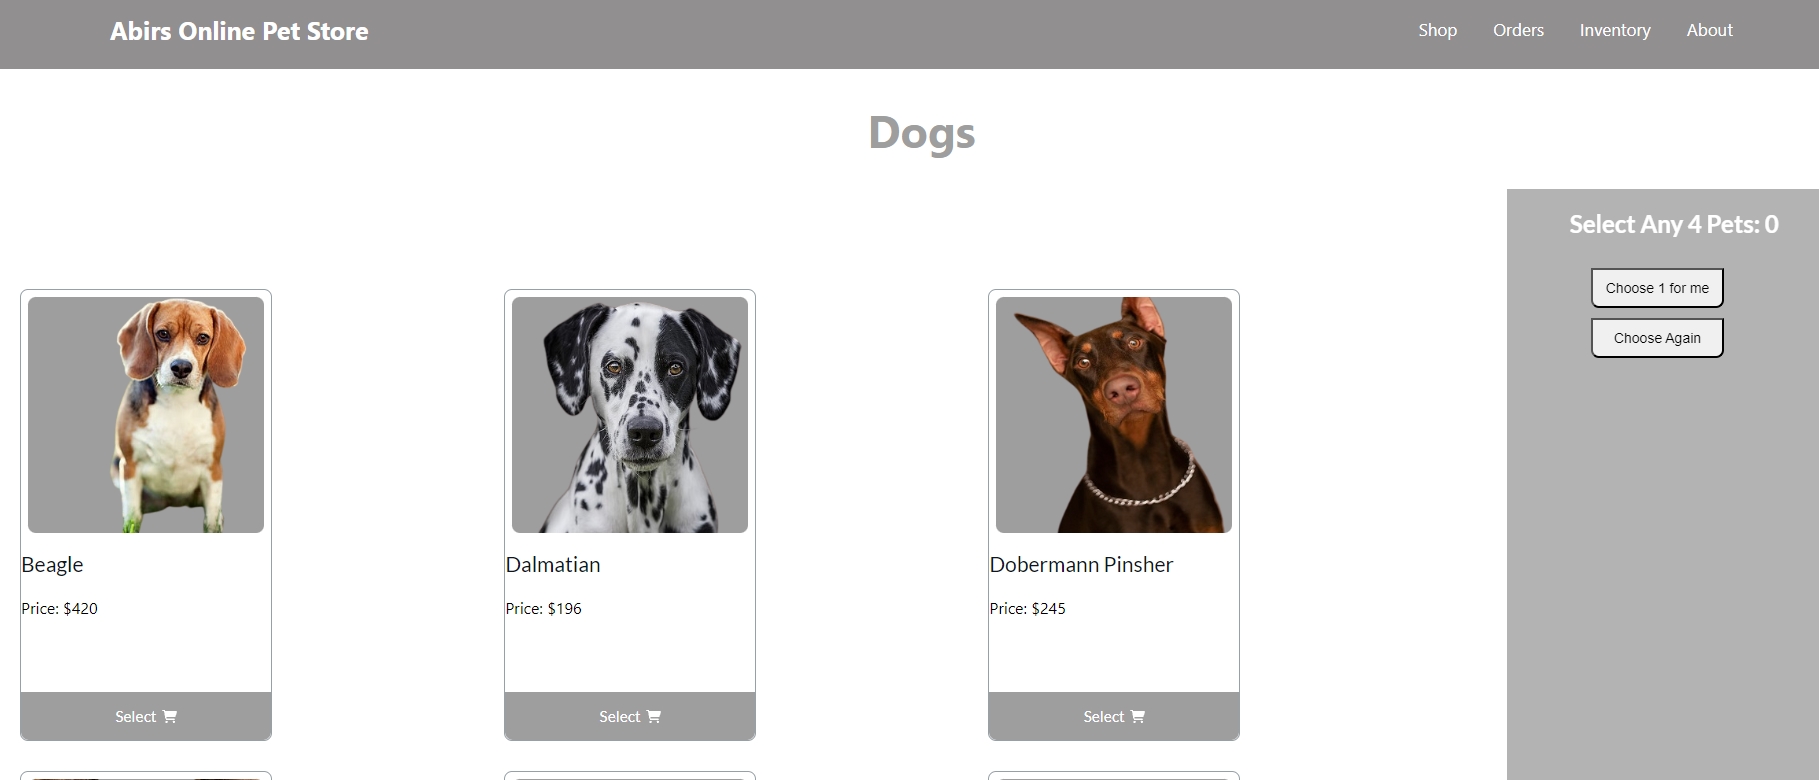 Abirs Online Pet Store
Shop Orders Inventory About
Dogs
Select Any 4 Pets: 0
Choose 1 for me
Choose Again
Beagle
Price: $420
Select
Dalmatian
Price: $196
Select
Dobermann Pinsher
Price: $245
Select